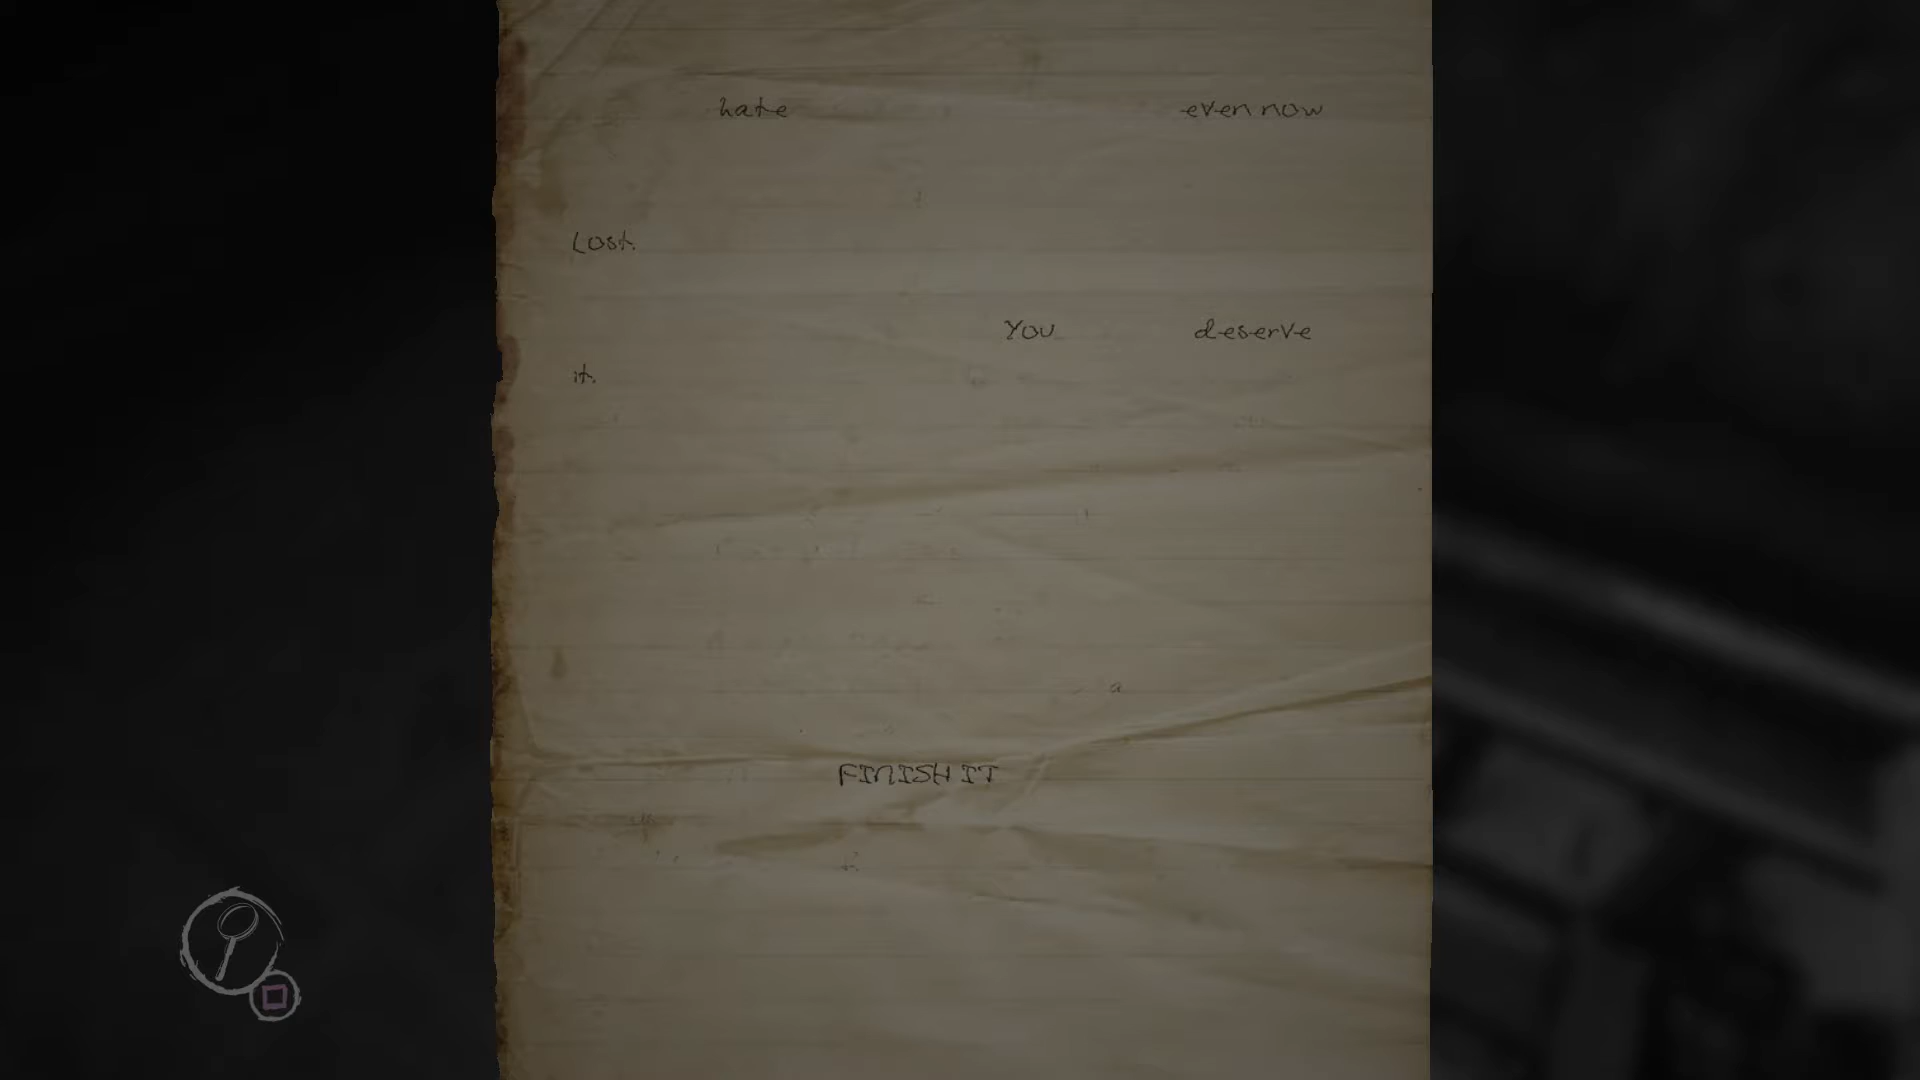 hate even now
Lost.
You deserve
it.
a
FINISH IT